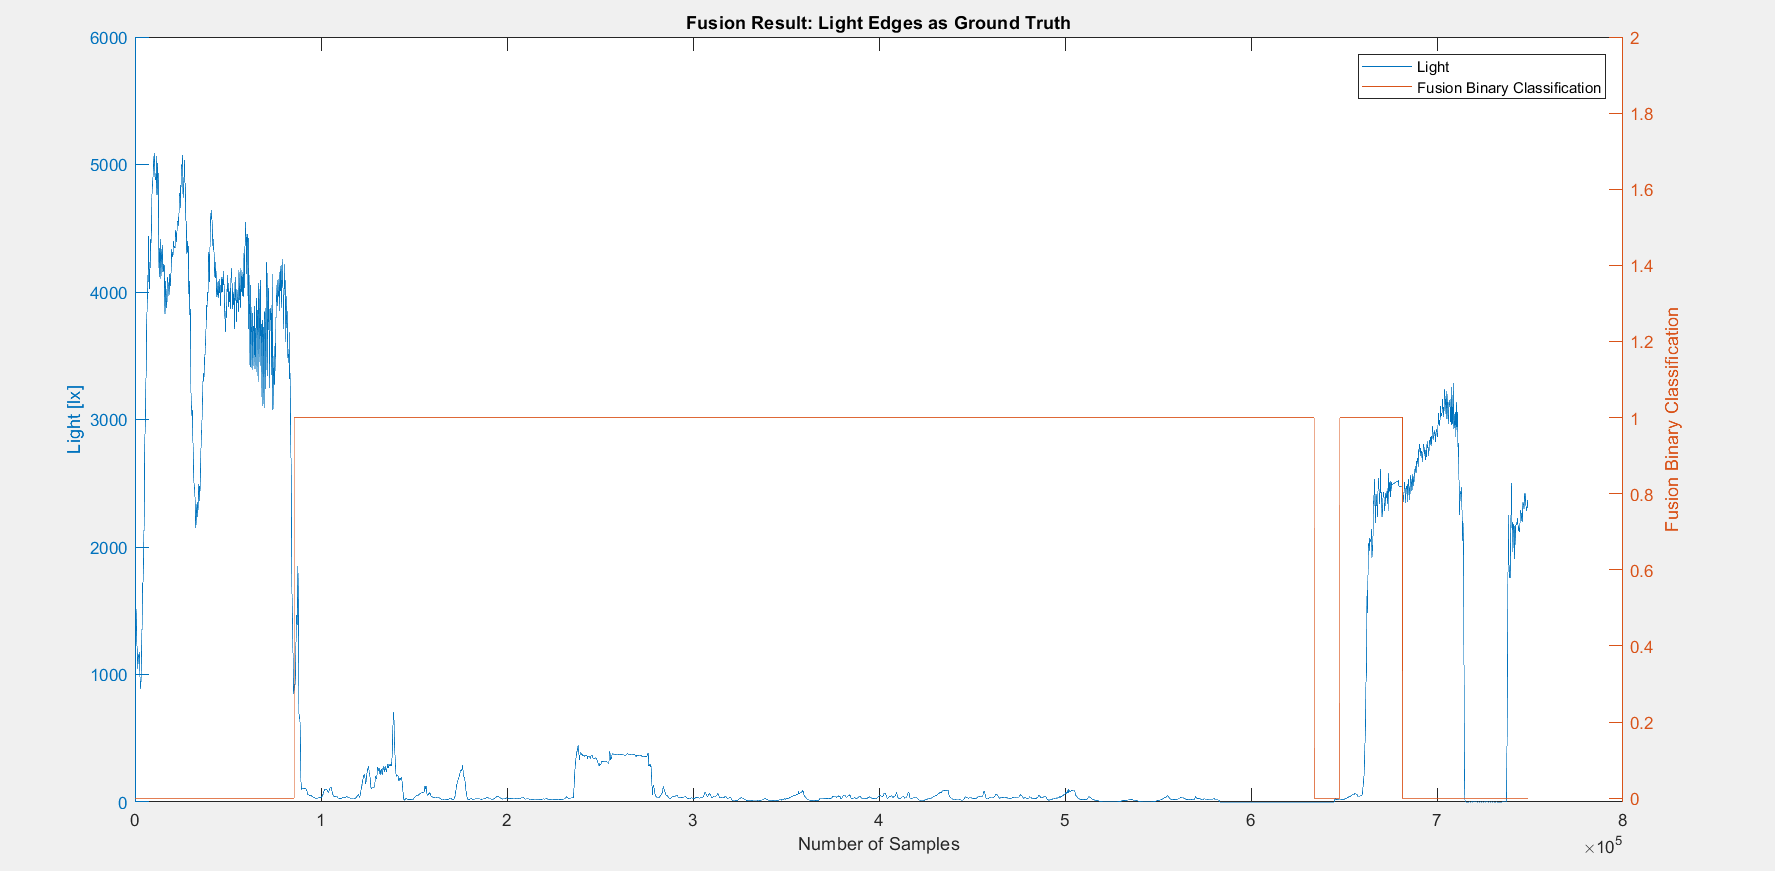 Fusion Result: Light Edges as Ground Truth
6000
5000
4000
3000
2000
1000
0
Light [lx]
2
1.8
1.6
1.4
1.2
1
0.8
0.6
0.4
0.2
0
Fusion Binary Classification
Light
Fusion Binary Classification
0 1 2 3 4 5 6 7 8
Number of Samples
×10⁵